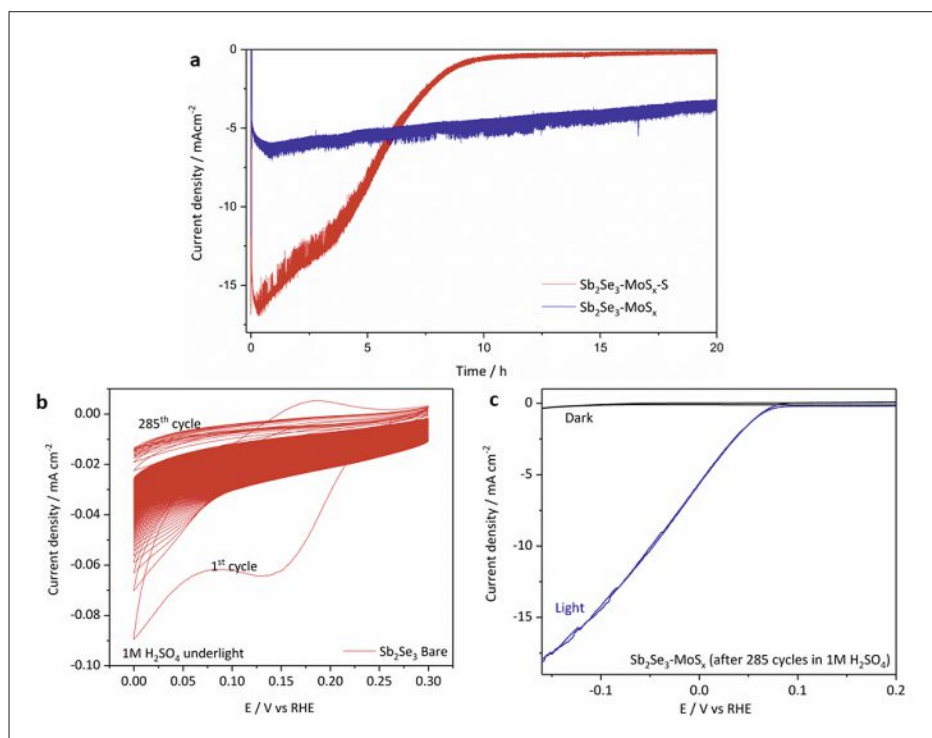 a
0
-5
-10
-15
Current density / mAcm⁻²
Sb₂Se₃-MoSₓ-S
Sb₂Se₃-MoSₓ
0 5 10 15 20
Time / h
b
0.00
-0.02
-0.04
-0.06
-0.08
-0.10
Current density / mA cm⁻²
285ᵗʰ cycle
1ˢᵗ cycle
1M H₂SO₄ underlight
Sb₂Se₃ Bare
0.00 0.05 0.10 0.15 0.20 0.25 0.30
E / V vs RHE
c
0
-5
-10
-15
Current density / mA cm⁻²
Dark
Light
Sb₂Se₃-MoSₓ (after 285 cycles in 1M H₂SO₄)
-0.1 0.0 0.1 0.2
E / V vs RHE